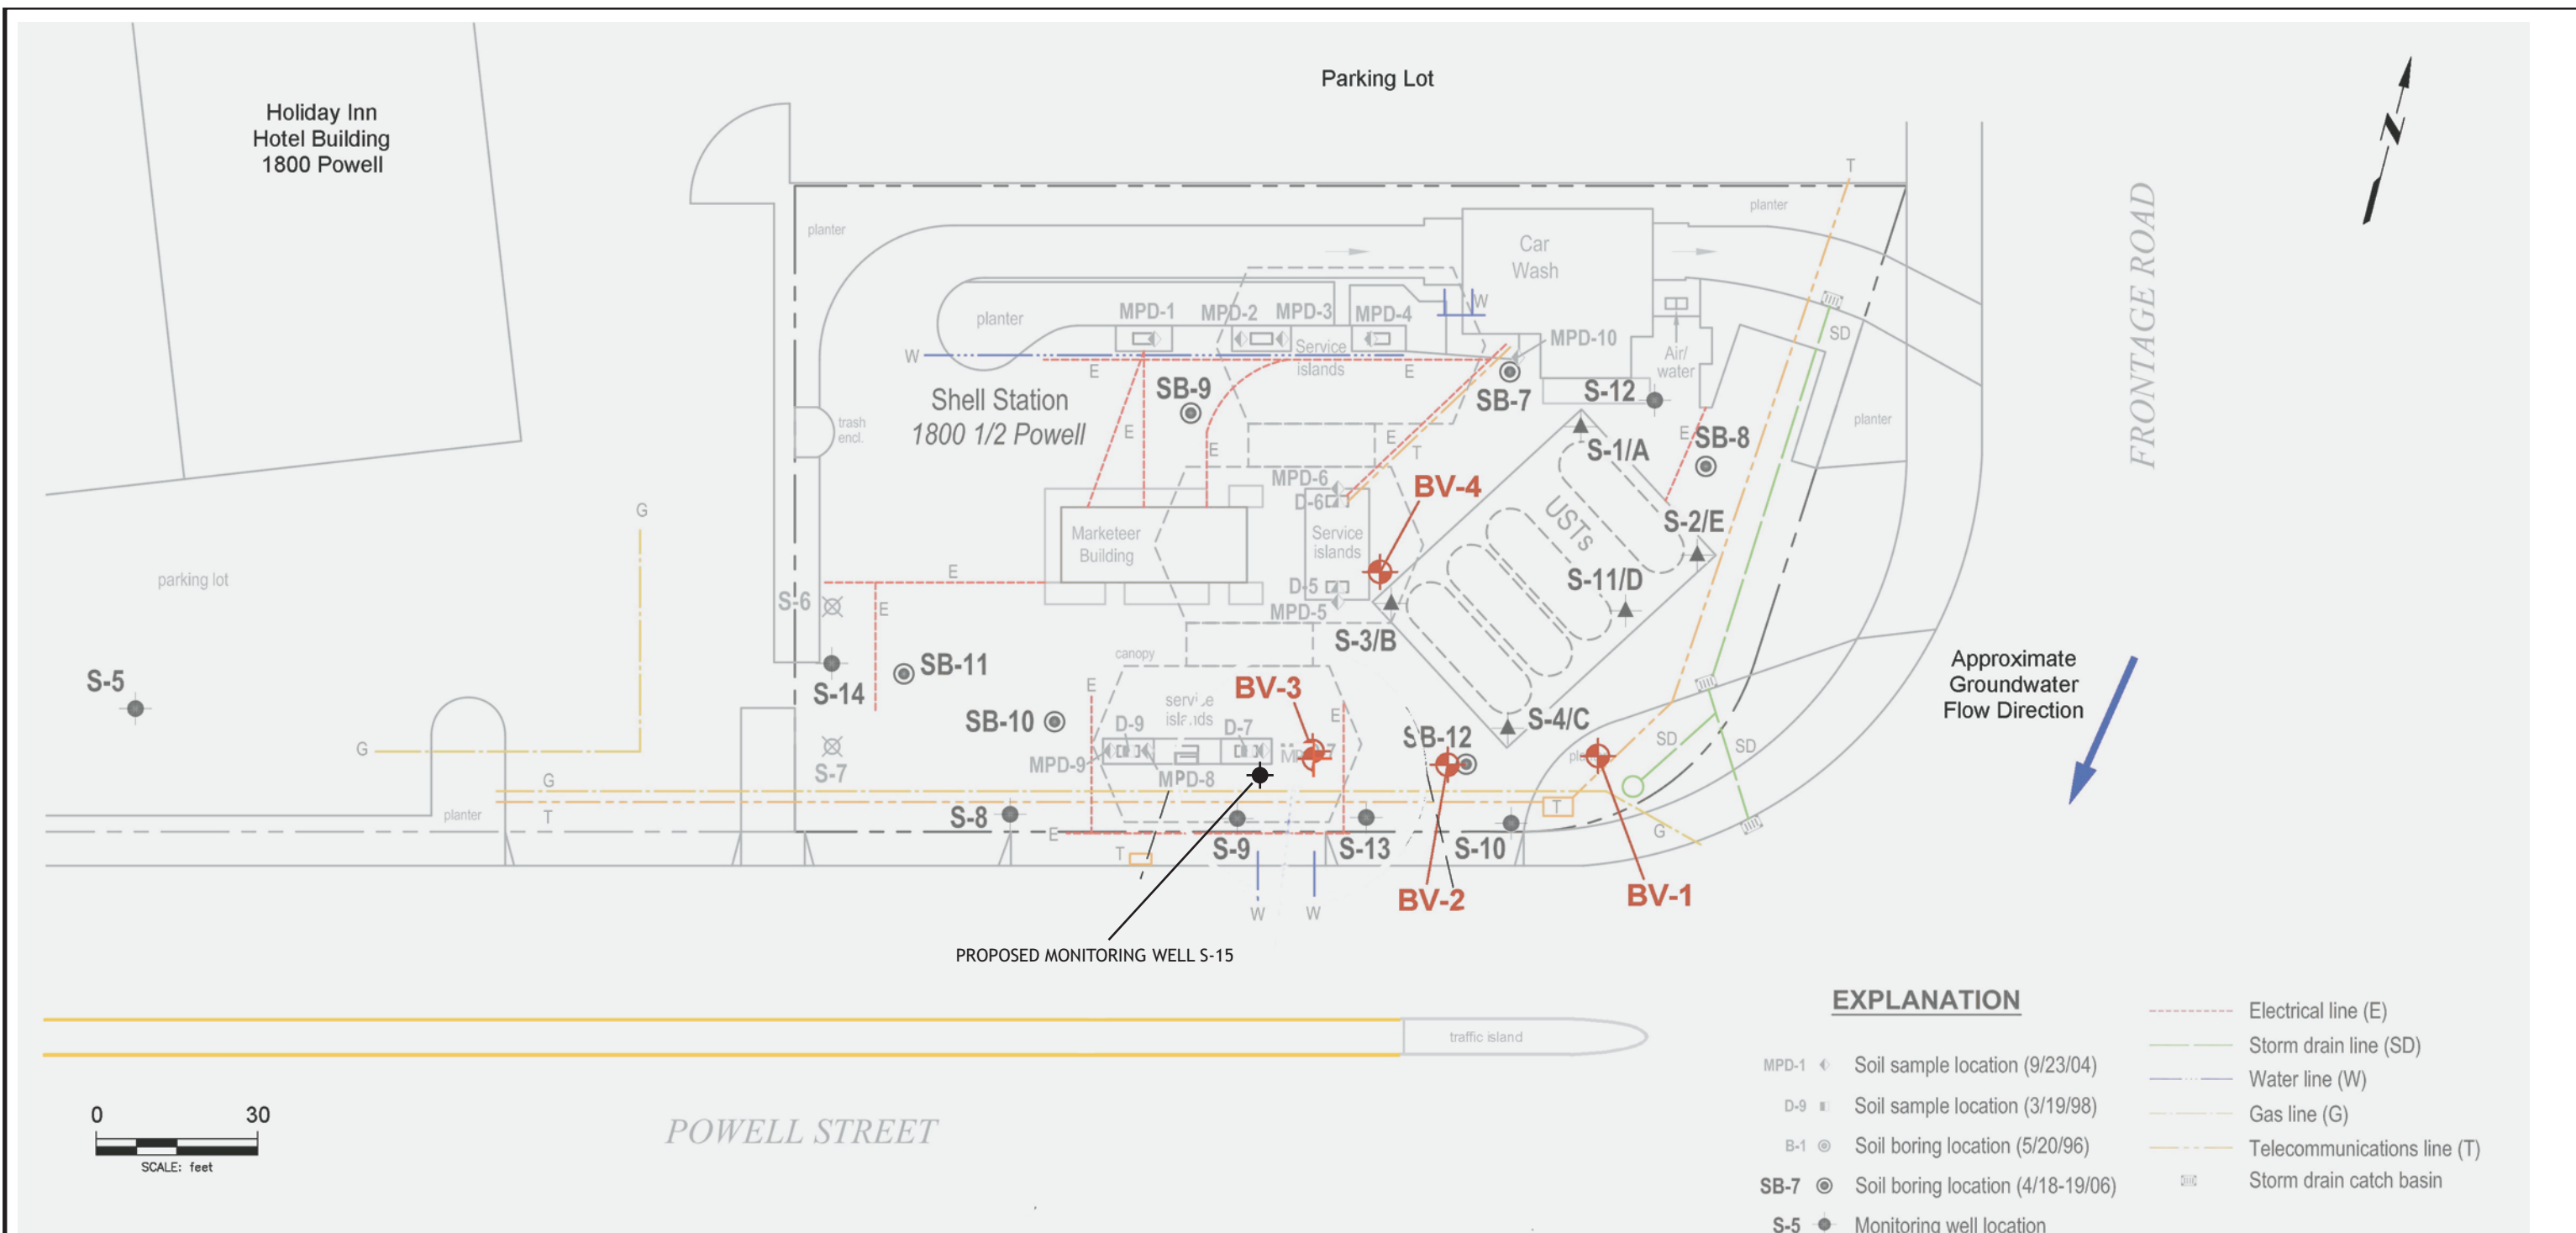 Parking Lot
Holiday Inn
Hotel Building
1800 Powell
N
T
planter
planter
FRONTAGE ROAD
Car
Wash
SD
planter
MPD-1
MPD-2
MPD-3
MPD-4
W
MPD-10
W
Service
islands
E
E
Air/
water
SB-9
SB-7
S-12
Shell Station
1800 1/2 Powell
trash
encl.
planter
E
E
E
T
E
SB-8
S-1/A
MPD-6
D-6
BV-4
G
USTs
S-2/E
Marketeer
Building
Service
islands
parking lot
E
D-5
S-11/D
S-6
E
MPD-5
S-3/B
canopy
SB-11
S-5
S-14
Approximate
Groundwater
Flow Direction
E
service
islands
BV-3
E
SB-10
D-9
D-7
S-4/C
SB-12
SD
SD
G
MPD-9
S-7
MPD-8
G
T
T
planter
S-8
E
G
T
S-9
S-13
S-10
BV-2
BV-1
W
W
PROPOSED MONITORING WELL S-15
traffic island
POWELL STREET
0 30
SCALE: feet
EXPLANATION
MPD-1 Soil sample location (9/23/04)
D-9 Soil sample location (3/19/98)
B-1 Soil boring location (5/20/96)
SB-7 Soil boring location (4/18-19/06)
S-5 Monitoring well location
Electrical line (E)
Storm drain line (SD)
Water line (W)
Gas line (G)
Telecommunications line (T)
Storm drain catch basin